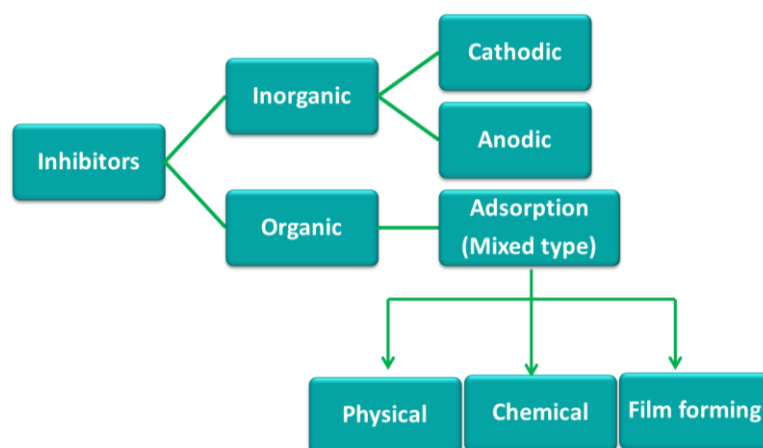 Cathodic
Inorganic
Anodic
Inhibitors
Adsorption
(Mixed type)
Organic
Physical
Chemical
Film forming